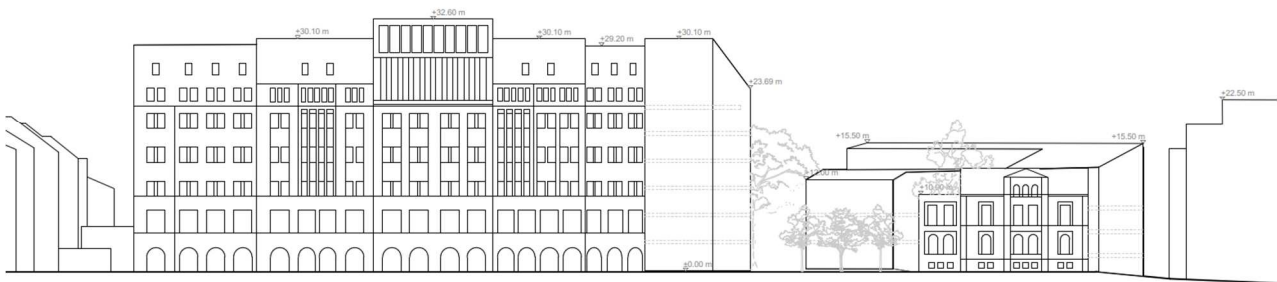 +32.60 m
+30.10 m
+30.10 m
+29.20 m
+30.10 m
+23.69 m
+22.50 m
+15.50 m
+15.50 m
+10.00 m
±0.00 m